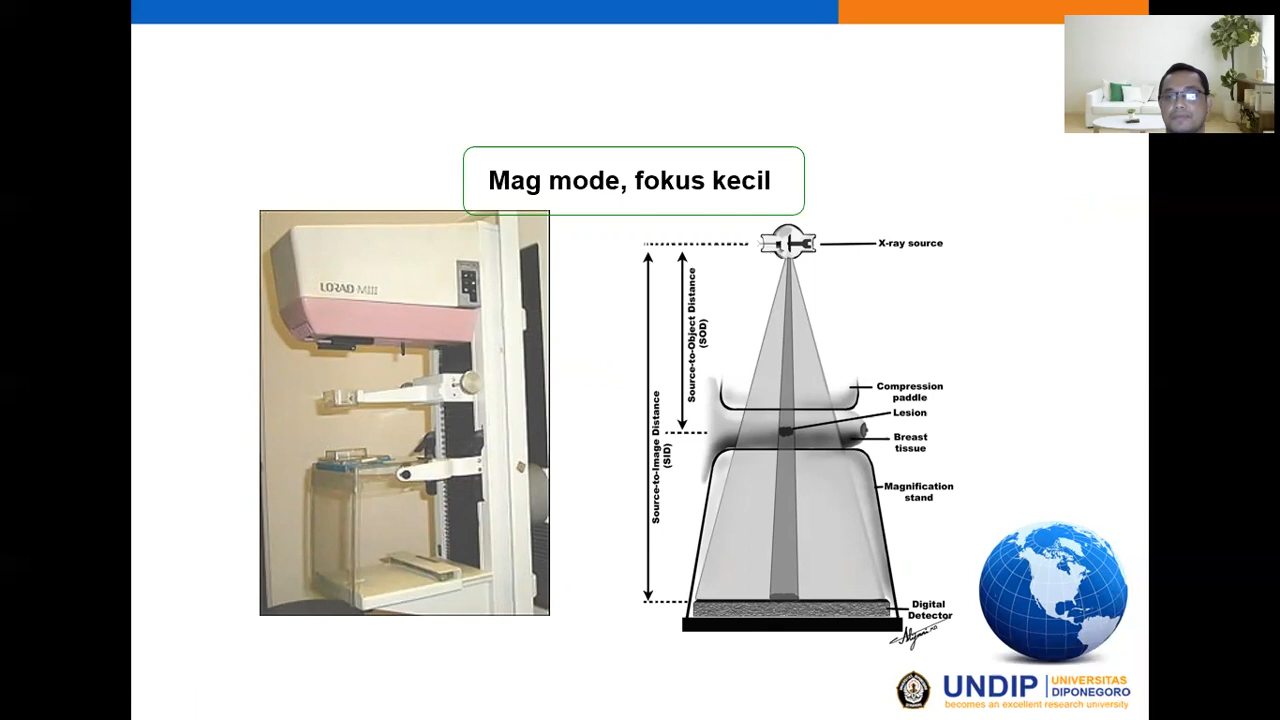 Mag mode, fokus kecil
LORAD MIII
X-ray source
Source-to-Object Distance
(SOD)
Source-to-Image Distance
(SID)
Compression
paddle
Lesion
Breast
tissue
Magnification
stand
Digital
Detector
UNDIP
UNIVERSITAS
DIPONEGORO
becomes an excellent research university